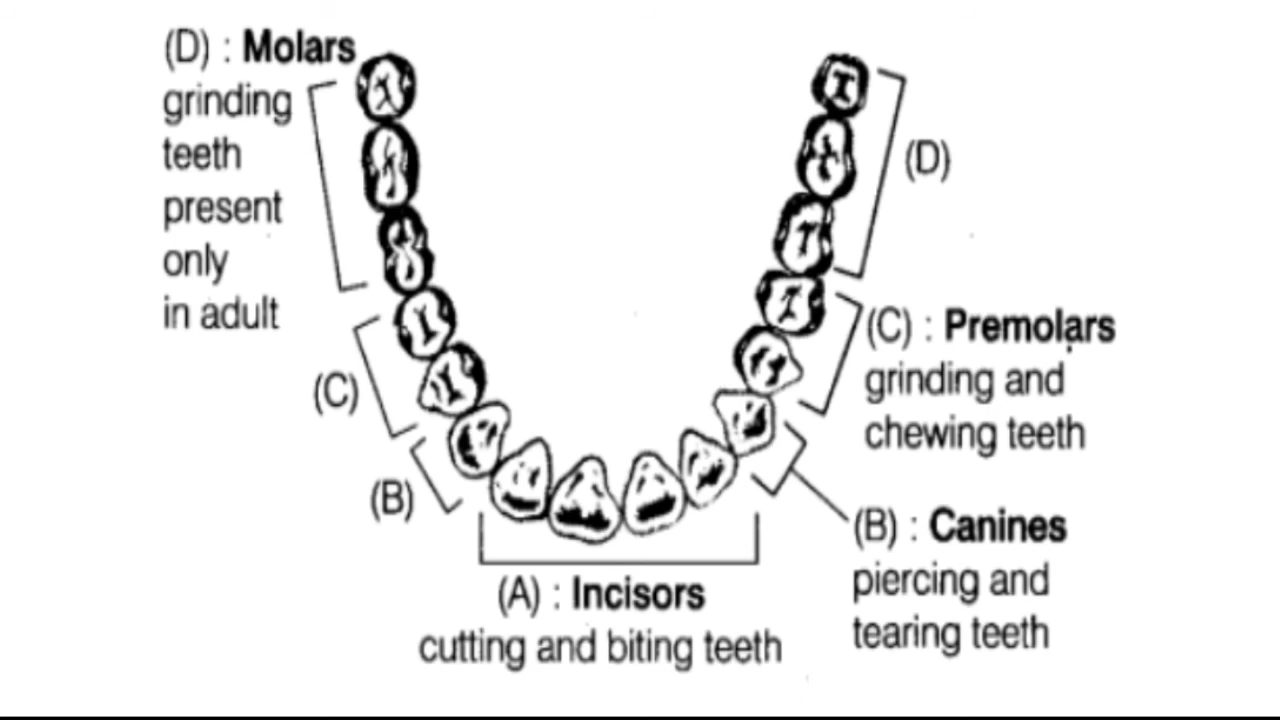 (D) : Molars
grinding
teeth
present
only
in adult
(D)
(C) : Premolars
grinding and
chewing teeth
(C)
(B)
(B) : Canines
piercing and
tearing teeth
(A) : Incisors
cutting and biting teeth